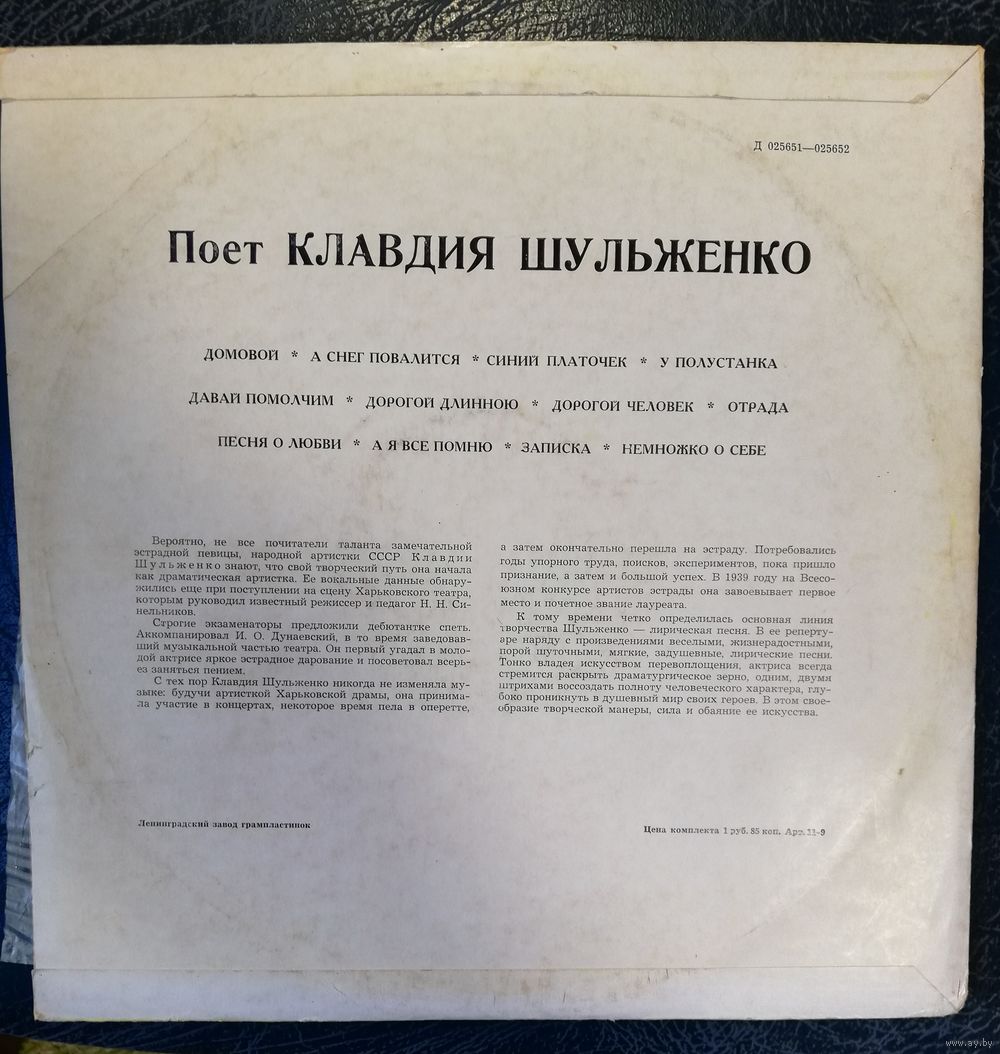 Д 025651—025652
Поет КЛАВДИЯ ШУЛЬЖЕНКО
ДОМОВОЙ * А СНЕГ ПОВАЛИТСЯ * СИНИЙ ПЛАТОЧЕК * У ПОЛУСТАНКА
ДАВАЙ ПОМОЛЧИМ * ДОРОГОЙ ДЛИННОЮ * ДОРОГОЙ ЧЕЛОВЕК * ОТРАДА
ПЕСНЯ О ЛЮБВИ * А Я ВСЕ ПОМНЮ * ЗАПИСКА * НЕМНОЖКО О СЕБЕ
Вероятно, не все почитатели таланта замечательной
эстрадной певицы, народной артистки СССР Клавдии
Шульженко знают, что свой творческий путь она начала
как драматическая артистка. Ее вокальные данные обнару-
жились еще при поступлении на сцену Харьковского театра,
которым руководил известный режиссер и педагог Н. Н. Си-
нельников.
Строгие экзаменаторы предложили дебютантке спеть.
Аккомпанировал И. О. Дунаевский, в то время заведовав-
ший музыкальной частью театра. Он первый угадал в моло-
дой актрисе яркое эстрадное дарование и посоветовал всерь-
ез заняться пением.
С тех пор Клавдия Шульженко никогда не изменяла му-
зыке: будучи артисткой Харьковской драмы, она принима-
ла участие в концертах, некоторое время пела в оперетте,
а затем окончательно перешла на эстраду. Потребовались
годы упорного труда, поисков, экспериментов, пока пришло
признание, а затем и большой успех. В 1939 году на Всесо-
юзном конкурсе артистов эстрады она завоевывает первое
место и почетное звание лауреата.
К тому времени четко определилась основная линия
творчества Шульженко — лирическая песня. В ее реперту-
аре наряду с произведениями веселыми, жизнерадостными,
порой шуточными, мягкие, задушевные, лирические песни.
Тонко владея искусством перевоплощения, актриса всегда
стремится раскрыть драматургическое зерно, одним, двумя
штрихами воссоздать полноту человеческого характера, глу-
боко проникнуть в душевный мир своих героев. В этом свое-
образие творческой манеры, сила и обаяние ее искусства.
Ленинградский завод грампластинок
Цена комплекта 1 руб. 85 коп. Арт. 11-9
www.ay.by